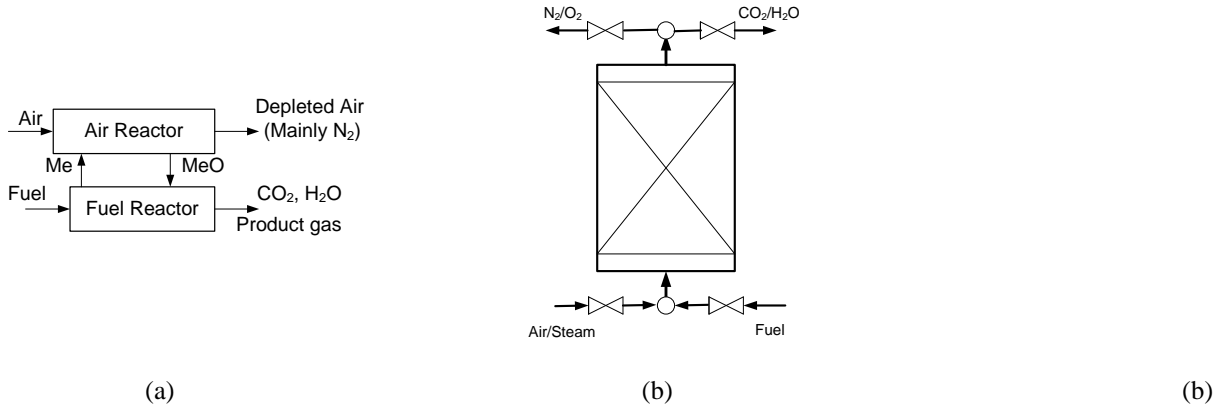 Air
Air Reactor
Depleted Air
(Mainly N₂)
Me
MeO
Fuel
Fuel Reactor
CO₂, H₂O
Product gas
(a)
N₂/O₂
CO₂/H₂O
Air/Steam
Fuel
(b)
(b)